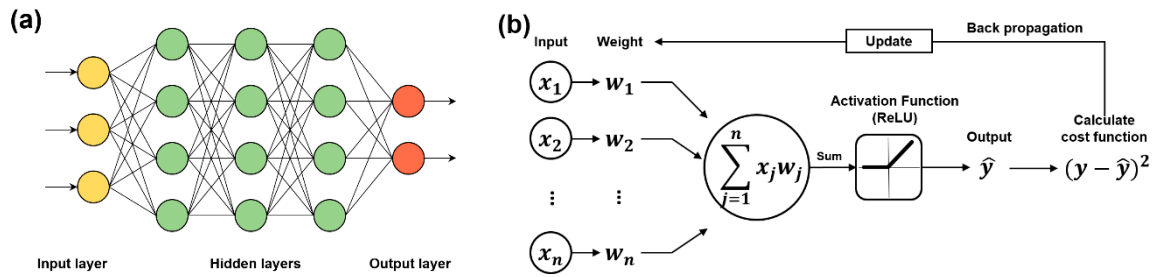 (a)
Input layer
Hidden layers
Output layer
(b)
Input
Weight
Update
Back propagation
x₁
w₁
x₂
w₂
⋮
⋮
xₙ
wₙ
n
∑ xⱼwⱼ
j=1
Sum
Activation Function
(ReLU)
Output
ŷ
Calculate
cost function
(y − ŷ)²